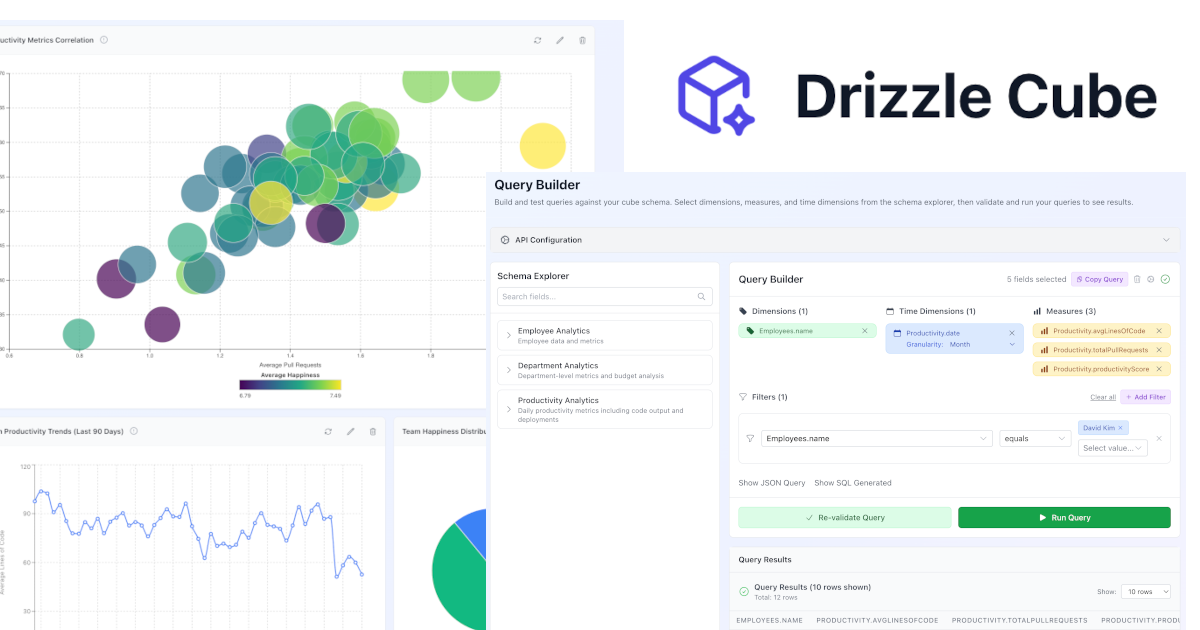 uctivity Metrics Correlation
0.6
0.8
1.0
1.2
1.4
1.6
1.8
Average Pull Requests
Average Happiness
6.79
7.49
Productivity Trends (Last 90 Days)
120
90
60
30
Average Lines of Code
Team Happiness Distribu
Drizzle Cube
Query Builder
Build and test queries against your cube schema. Select dimensions, measures, and time dimensions from the schema explorer, then validate and run your queries to see results.
API Configuration
Schema Explorer
Search fields...
Employee Analytics
Employee data and metrics
Department Analytics
Department-level metrics and budget analysis
Productivity Analytics
Daily productivity metrics including code output and
deployments
Query Builder
5 fields selected
Copy Query
Dimensions (1)
Employees.name
Time Dimensions (1)
Productivity.date
Granularity: Month
Measures (3)
Productivity.avgLinesOfCode
Productivity.totalPullRequests
Productivity.productivityScore
Filters (1)
Clear all
+ Add Filter
Employees.name
equals
David Kim
Select value...
Show JSON Query Show SQL Generated
Re-validate Query
Run Query
Query Results
Query Results (10 rows shown)
Total: 12 rows
Show: 10 rows
EMPLOYEES.NAME PRODUCTIVITY.AVGLINESOFCODE PRODUCTIVITY.TOTALPULLREQUESTS PRODUCTIVITY.PRODU